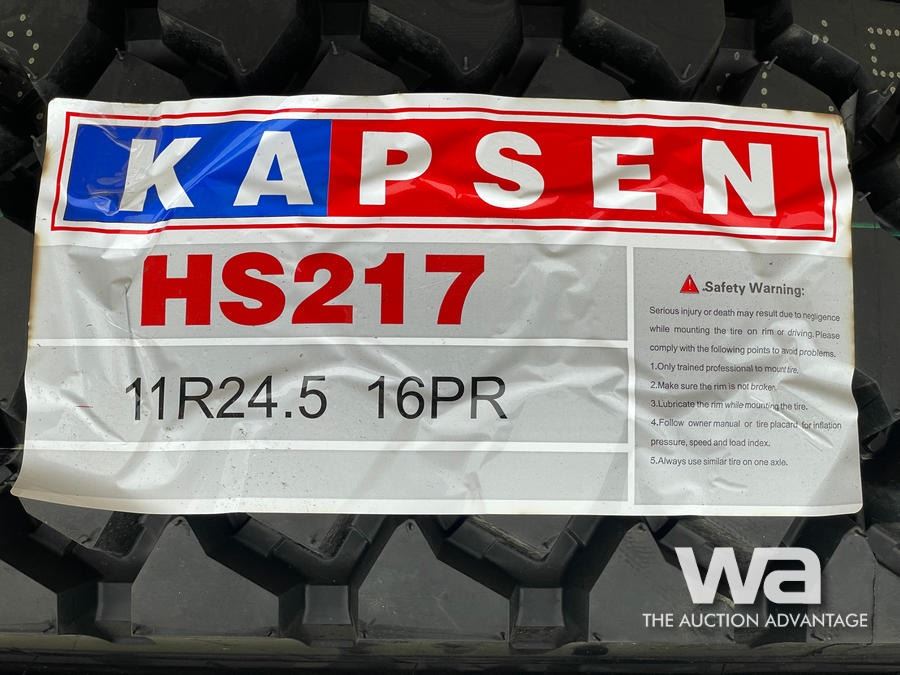 KAPSEN
HS217
11R24.5 16PR
.Safety Warning:
Serious injury or death may result due to negligence
while mounting the tire on rim or driving. Please
comply with the following points to avoid problems.
1.Only trained professional to mount tire.
2.Make sure the rim is not broken.
3.Lubricate the rim while mounting the tire.
4.Follow owner manual or tire placard for inflation
pressure, speed and load index.
5.Always use similar tire on one axle.
wa
THE AUCTION ADVANTAGE